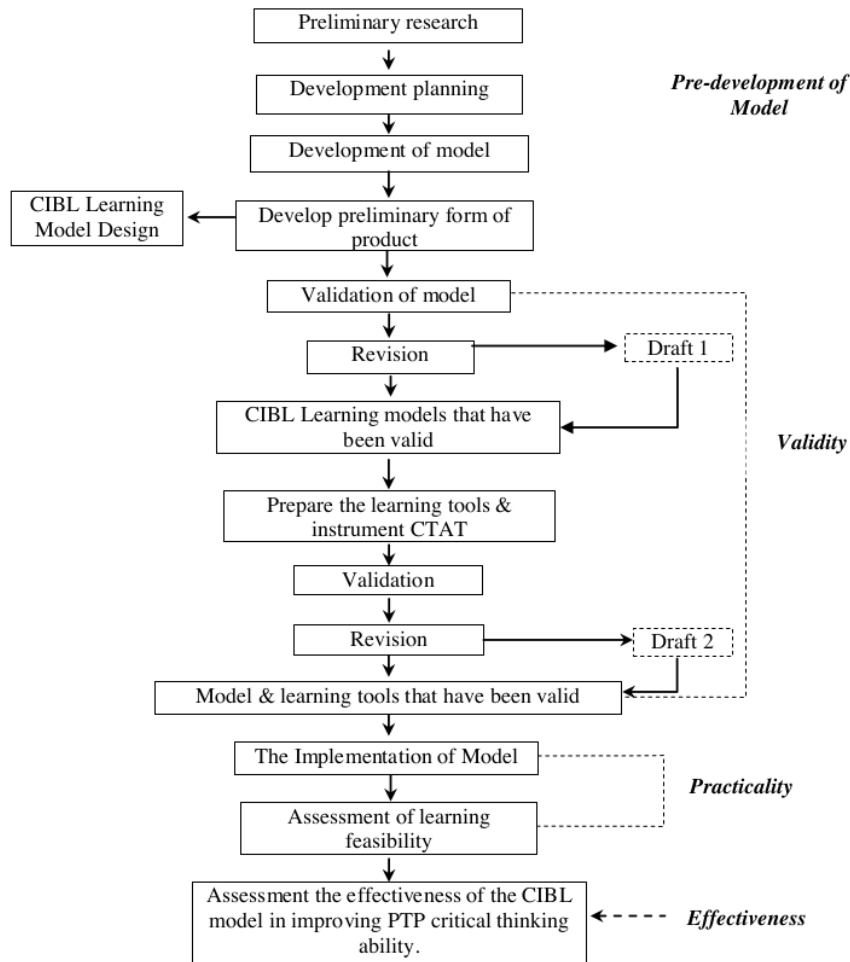 Preliminary research
Development planning
Pre-development of
Model
Development of model
CIBL Learning
Model Design
Develop preliminary form of
product
Validation of model
Revision
Draft 1
CIBL Learning models that have
been valid
Validity
Prepare the learning tools &
instrument CTAT
Validation
Revision
Draft 2
Model & learning tools that have been valid
The Implementation of Model
Practicality
Assessment of learning
feasibility
Assessment the effectiveness of the CIBL
model in improving PTP critical thinking
ability.
Effectiveness